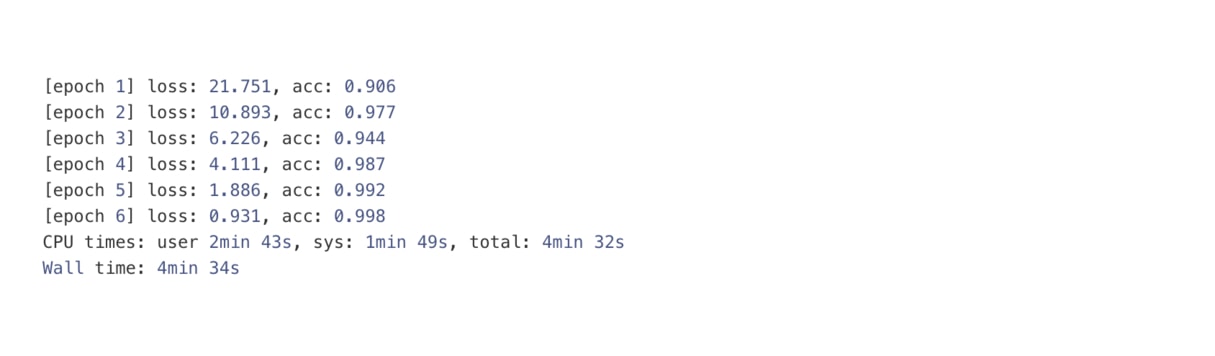 [epoch 1] loss: 21.751, acc: 0.906
[epoch 2] loss: 10.893, acc: 0.977
[epoch 3] loss: 6.226, acc: 0.944
[epoch 4] loss: 4.111, acc: 0.987
[epoch 5] loss: 1.886, acc: 0.992
[epoch 6] loss: 0.931, acc: 0.998
CPU times: user 2min 43s, sys: 1min 49s, total: 4min 32s
Wall time: 4min 34s